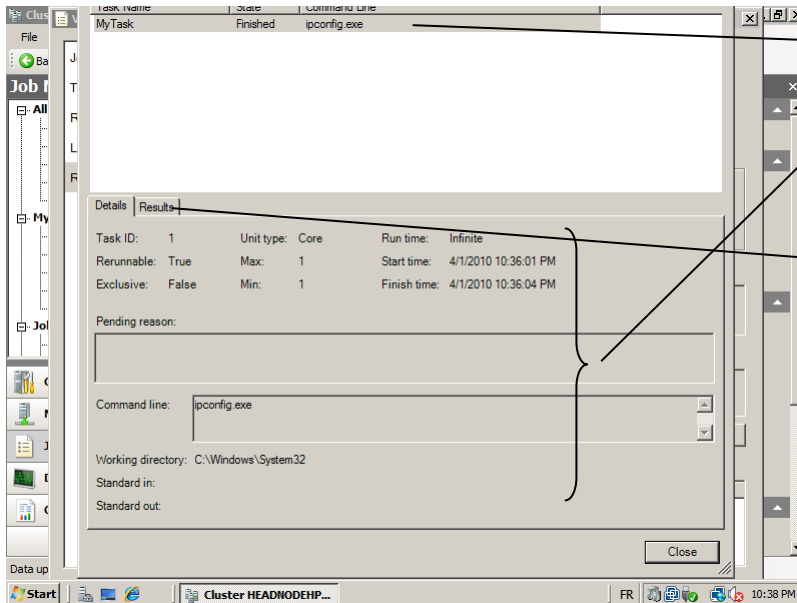 Task Name State Command Line
MyTask Finished ipconfig.exe
File
Job
All
My
Details Results
Task ID: 1 Unit type: Core Run time: Infinite
Rerunnable: True Max: 1 Start time: 4/1/2010 10:36:01 PM
Exclusive: False Min: 1 Finish time: 4/1/2010 10:36:04 PM
Pending reason:
Command line: ipconfig.exe
Working directory: C:\Windows\System32
Standard in:
Standard out:
Close
Data up
Start Cluster HEADNODEHP... FR 10:38 PM